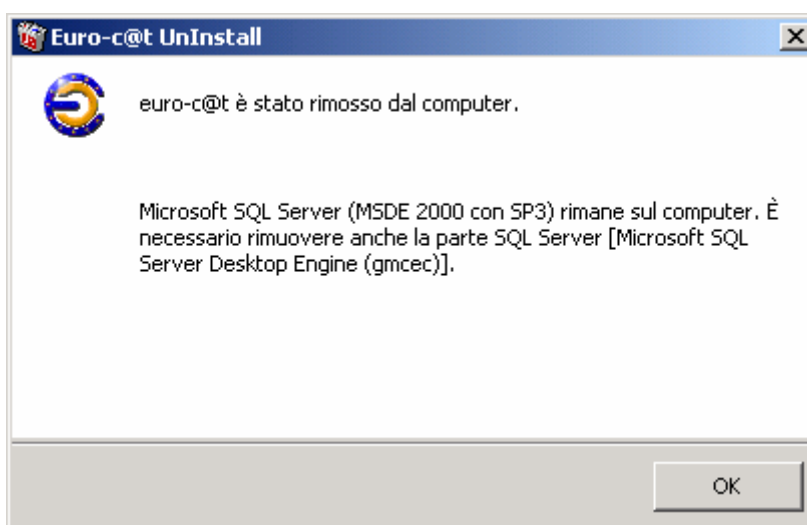 Euro-c@t UnInstall
euro-c@t è stato rimosso dal computer.
Microsoft SQL Server (MSDE 2000 con SP3) rimane sul computer. È
necessario rimuovere anche la parte SQL Server [Microsoft SQL
Server Desktop Engine (gmcec)].
OK